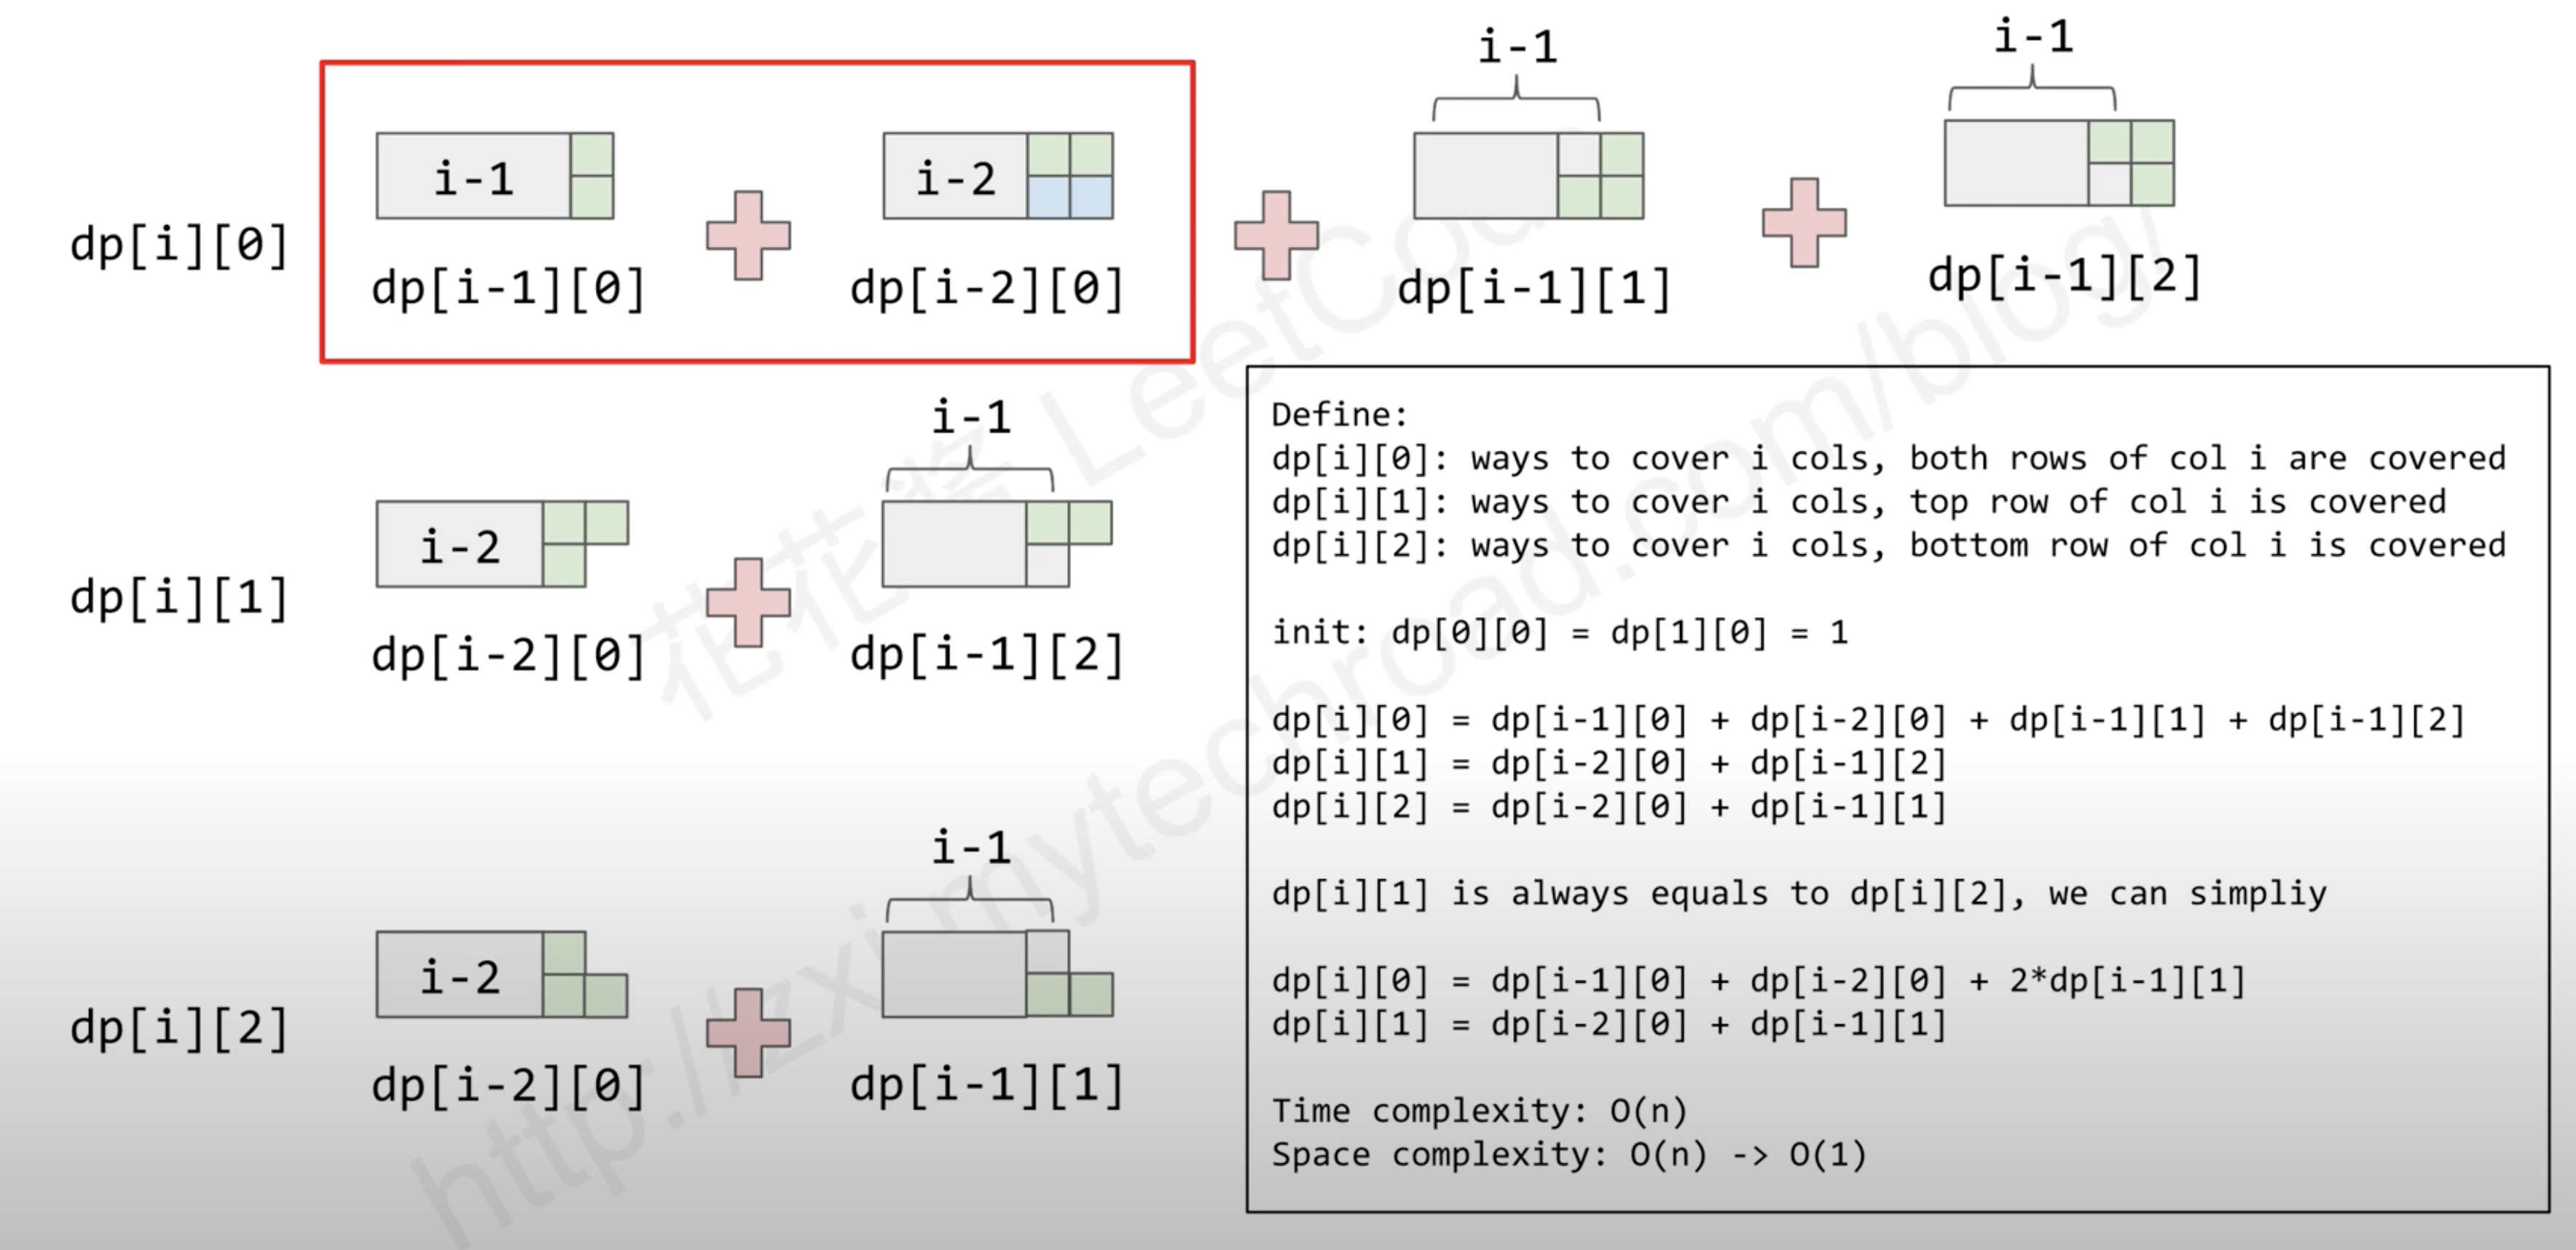 i-1
i-1
i-1
i-2
dp[i][0]
dp[i-1][0]
dp[i-2][0]
dp[i-1][1]
dp[i-1][2]
i-1
i-2
dp[i][1]
dp[i-2][0]
dp[i-1][2]
i-1
i-2
dp[i][2]
dp[i-2][0]
dp[i-1][1]
Define:
dp[i][0]: ways to cover i cols, both rows of col i are covered
dp[i][1]: ways to cover i cols, top row of col i is covered
dp[i][2]: ways to cover i cols, bottom row of col i is covered
init: dp[0][0] = dp[1][0] = 1
dp[i][0] = dp[i-1][0] + dp[i-2][0] + dp[i-1][1] + dp[i-1][2]
dp[i][1] = dp[i-2][0] + dp[i-1][2]
dp[i][2] = dp[i-2][0] + dp[i-1][1]
dp[i][1] is always equals to dp[i][2], we can simpliy
dp[i][0] = dp[i-1][0] + dp[i-2][0] + 2*dp[i-1][1]
dp[i][1] = dp[i-2][0] + dp[i-1][1]
Time complexity: O(n)
Space complexity: O(n) -> O(1)
花花酱 LeetCode
http://zxi.mytechroad.com/blog/